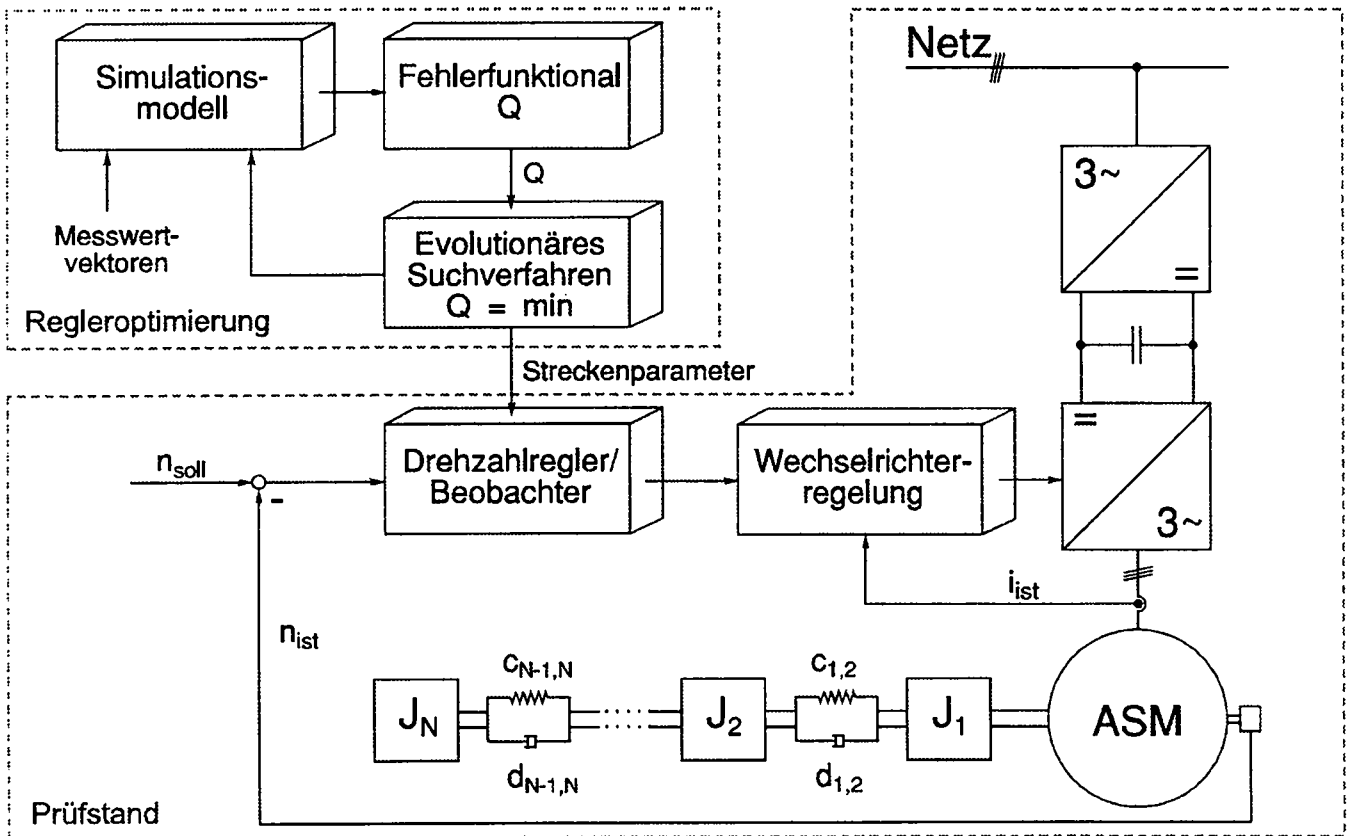 Simulations-
modell
Fehlerfunktional
Q
Q
Messwert-
vektoren
Evolutionäres
Suchverfahren
Q = min
Regleroptimierung
Streckenparameter
Netz
3~
=
=
3~
n_soll
-
Drehzahlregler/
Beobachter
Wechselrichter-
regelung
i_ist
n_ist
c_N-1,N
c_1,2
J_N
J_2
J_1
ASM
d_N-1,N
d_1,2
Prüfstand